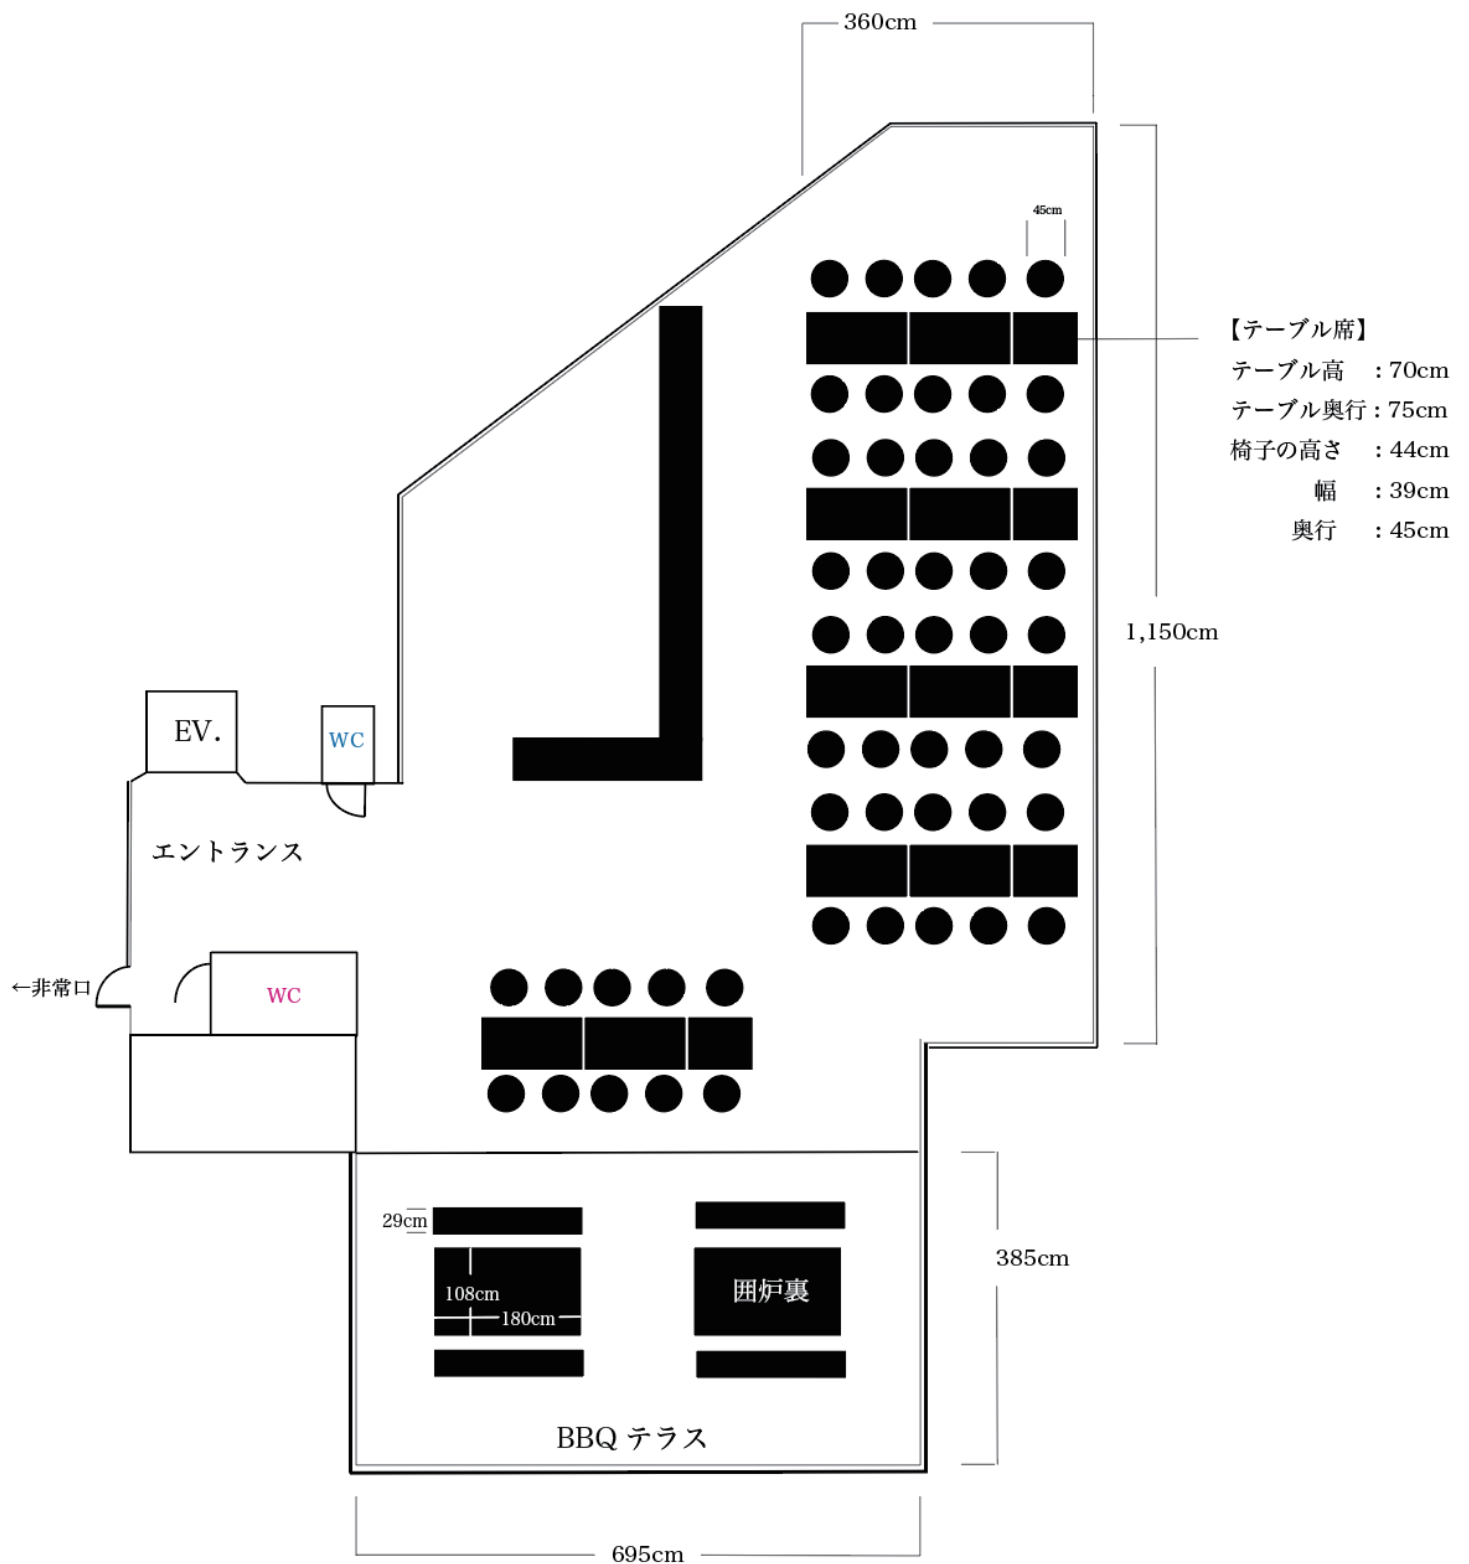 360cm
45cm
【テーブル席】
テーブル高 : 70cm
テーブル奥行 : 75cm
椅子の高さ : 44cm
幅 : 39cm
奥行 : 45cm
1,150cm
EV.
WC
エントランス
←非常口
WC
29cm
108cm
180cm
囲炉裏
385cm
BBQ テラス
695cm